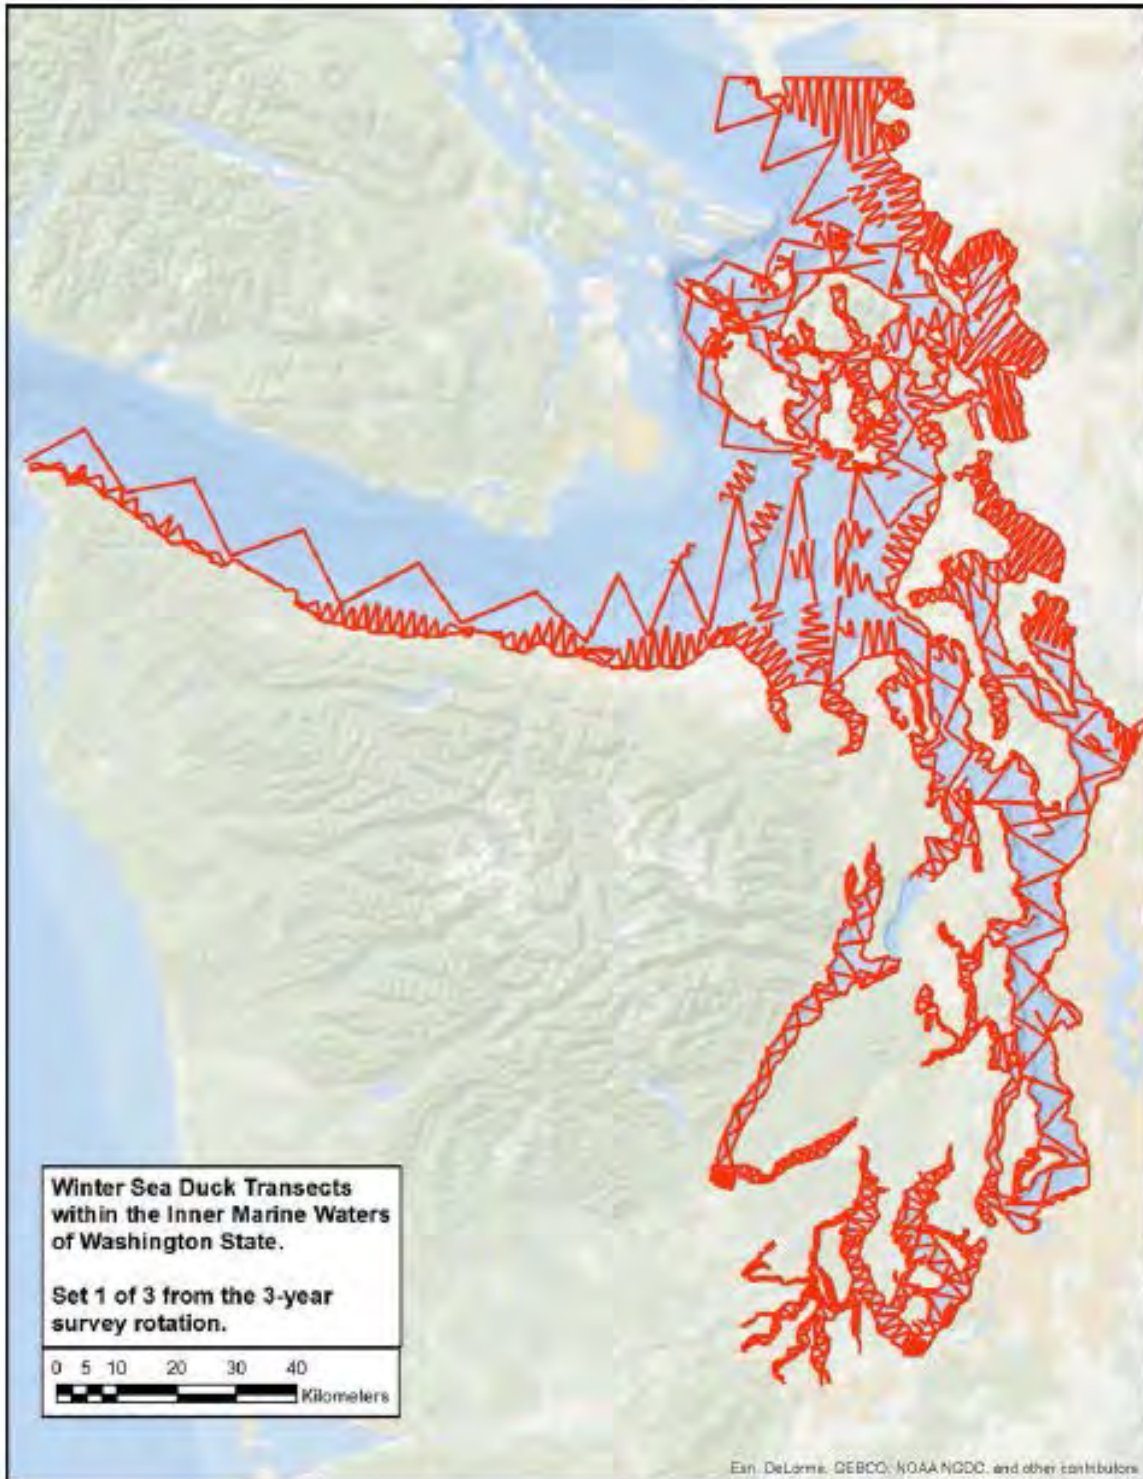 Winter Sea Duck Transects
within the Inner Marine Waters
of Washington State.
Set 1 of 3 from the 3-year
survey rotation.
0 5 10 20 30 40
Kilometers
Esri, DeLorme, GEBCO, NOAA NGDC, and other contributors